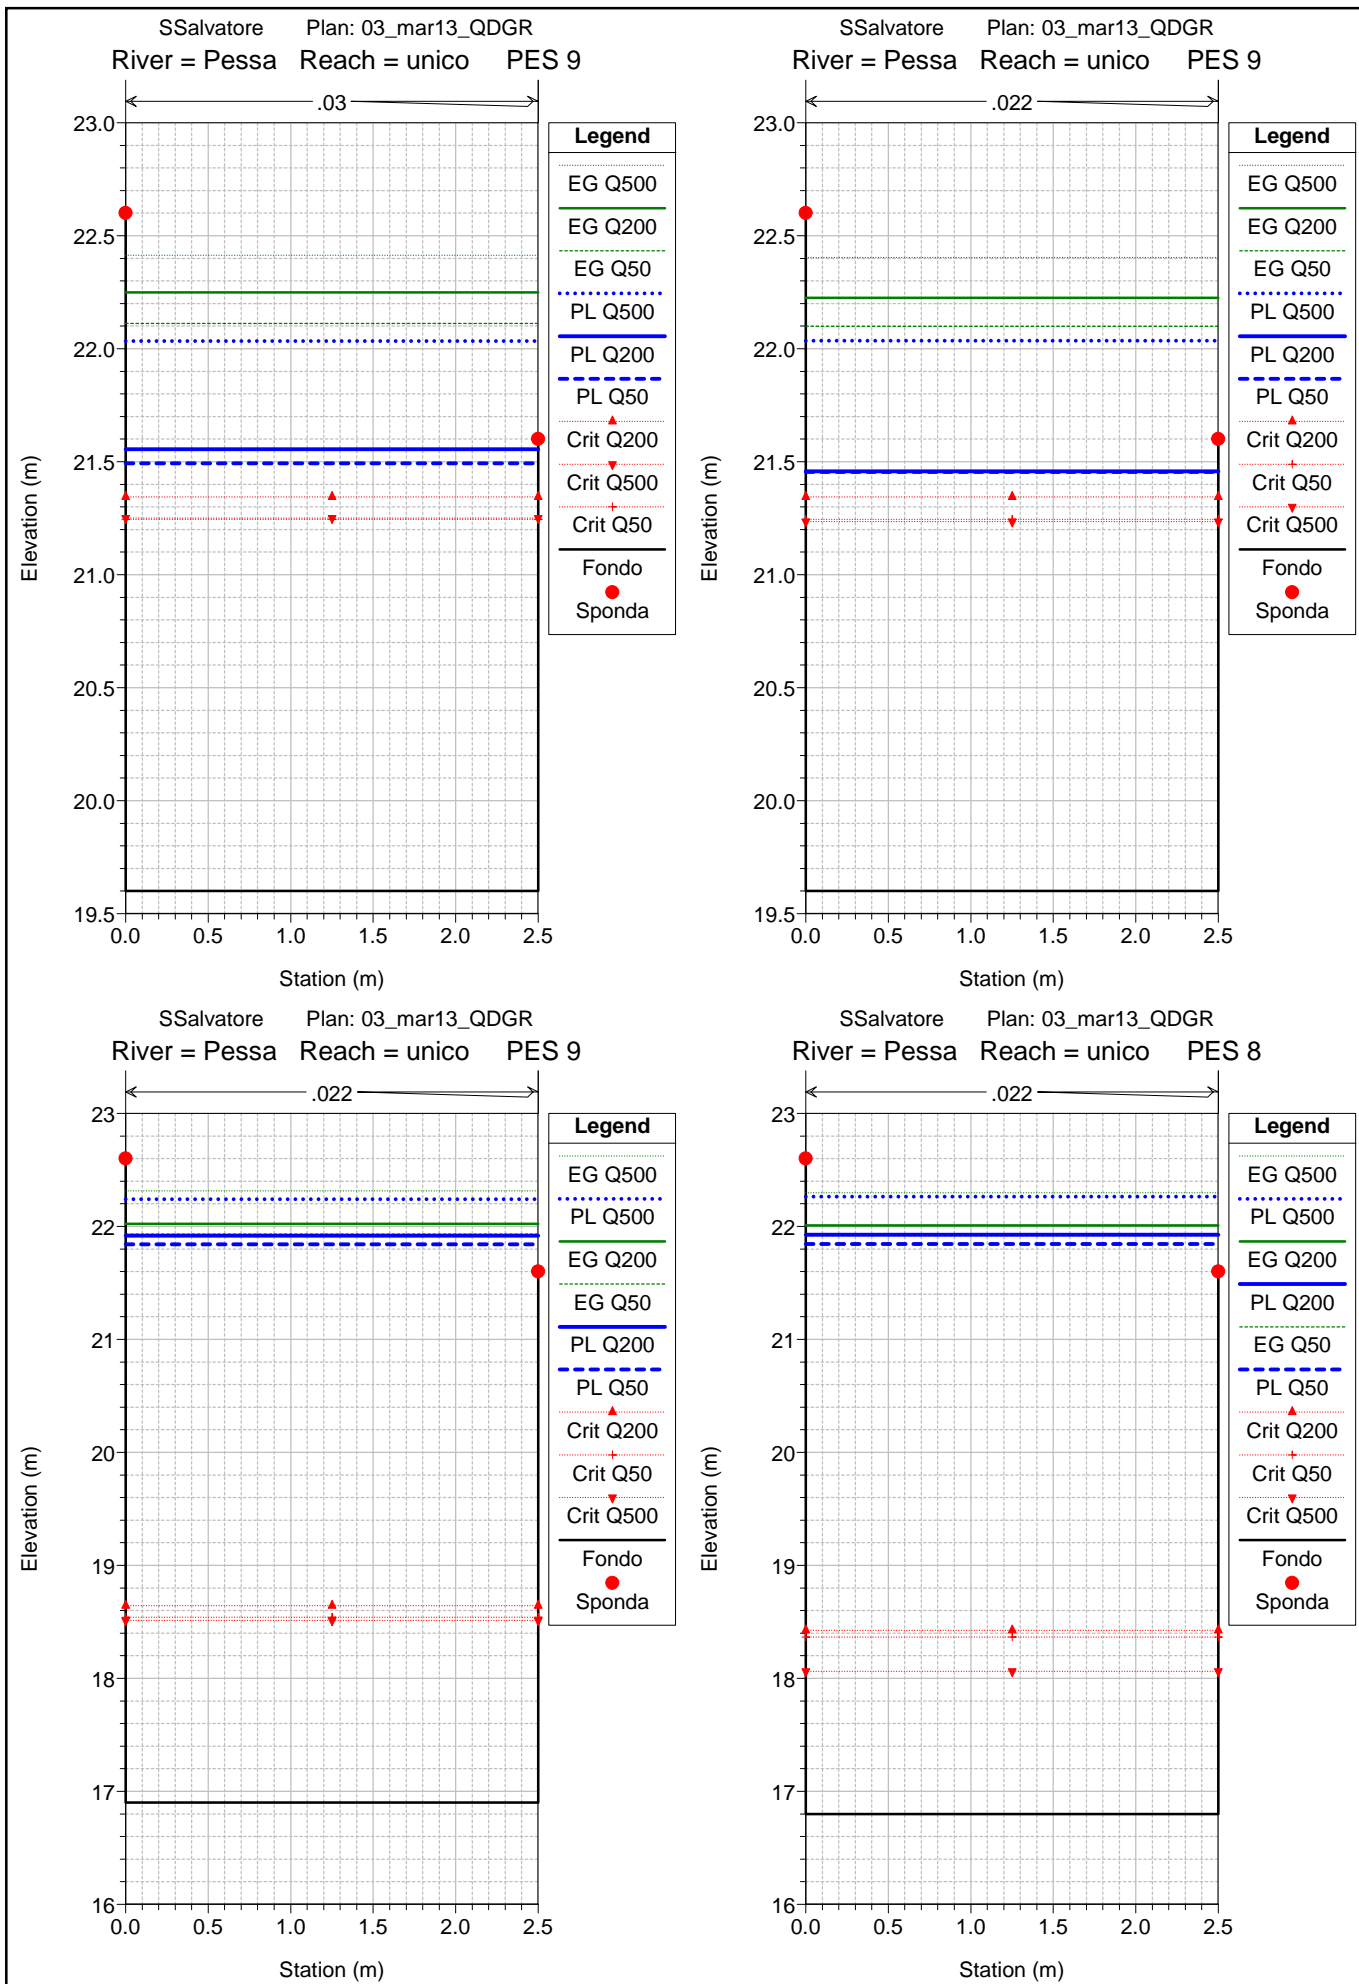 SSalvatore Plan: 03_mar13_QDGR
River = Pessa Reach = unico PES 9
.03
23.0
22.5
22.0
21.5
21.0
20.5
20.0
19.5
Elevation (m)
0.0 0.5 1.0 1.5 2.0 2.5
Station (m)
Legend
EG Q500
EG Q200
EG Q50
PL Q500
PL Q200
PL Q50
Crit Q200
Crit Q500
Crit Q50
Fondo
Sponda
SSalvatore Plan: 03_mar13_QDGR
River = Pessa Reach = unico PES 9
.022
23.0
22.5
22.0
21.5
21.0
20.5
20.0
19.5
Elevation (m)
0.0 0.5 1.0 1.5 2.0 2.5
Station (m)
Legend
EG Q500
EG Q200
EG Q50
PL Q500
PL Q200
PL Q50
Crit Q200
Crit Q50
Crit Q500
Fondo
Sponda
SSalvatore Plan: 03_mar13_QDGR
River = Pessa Reach = unico PES 9
.022
23
22
21
20
19
18
17
16
Elevation (m)
0.0 0.5 1.0 1.5 2.0 2.5
Station (m)
Legend
EG Q500
PL Q500
EG Q200
EG Q50
PL Q200
PL Q50
Crit Q200
Crit Q50
Crit Q500
Fondo
Sponda
SSalvatore Plan: 03_mar13_QDGR
River = Pessa Reach = unico PES 8
.022
23
22
21
20
19
18
17
16
Elevation (m)
0.0 0.5 1.0 1.5 2.0 2.5
Station (m)
Legend
EG Q500
PL Q500
EG Q200
PL Q200
EG Q50
PL Q50
Crit Q200
Crit Q50
Crit Q500
Fondo
Sponda